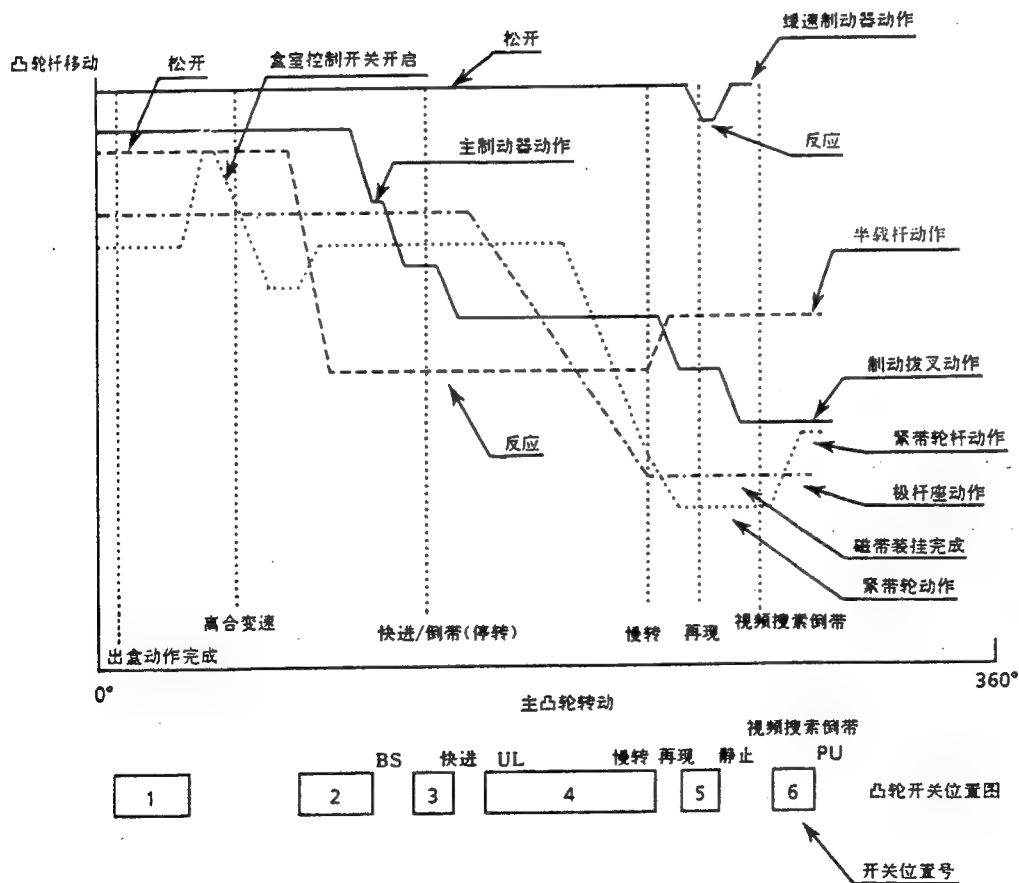 缓速制动器动作
松开
凸轮杆移动
松开
盒室控制开关开启
反应
主制动器动作
半载杆动作
制动拨叉动作
反应
紧带轮杆动作
极杆座动作
磁带装挂完成
紧带轮动作
离合变速
快进/倒带(停转)
慢转
再现
视频搜索倒带
出盒动作完成
0°
360°
主凸轮转动
视频搜索倒带
BS
快进
UL
慢转
再现
静止
PU
1
2
3
4
5
6
凸轮开关位置图
开关位置号